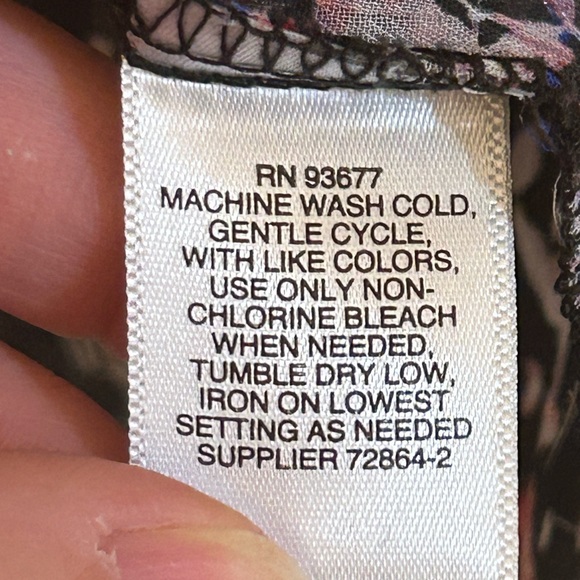 RN 93677
MACHINE WASH COLD,
GENTLE CYCLE,
WITH LIKE COLORS,
USE ONLY NON-
CHLORINE BLEACH
WHEN NEEDED,
TUMBLE DRY LOW,
IRON ON LOWEST
SETTING AS NEEDED
SUPPLIER 72864-2